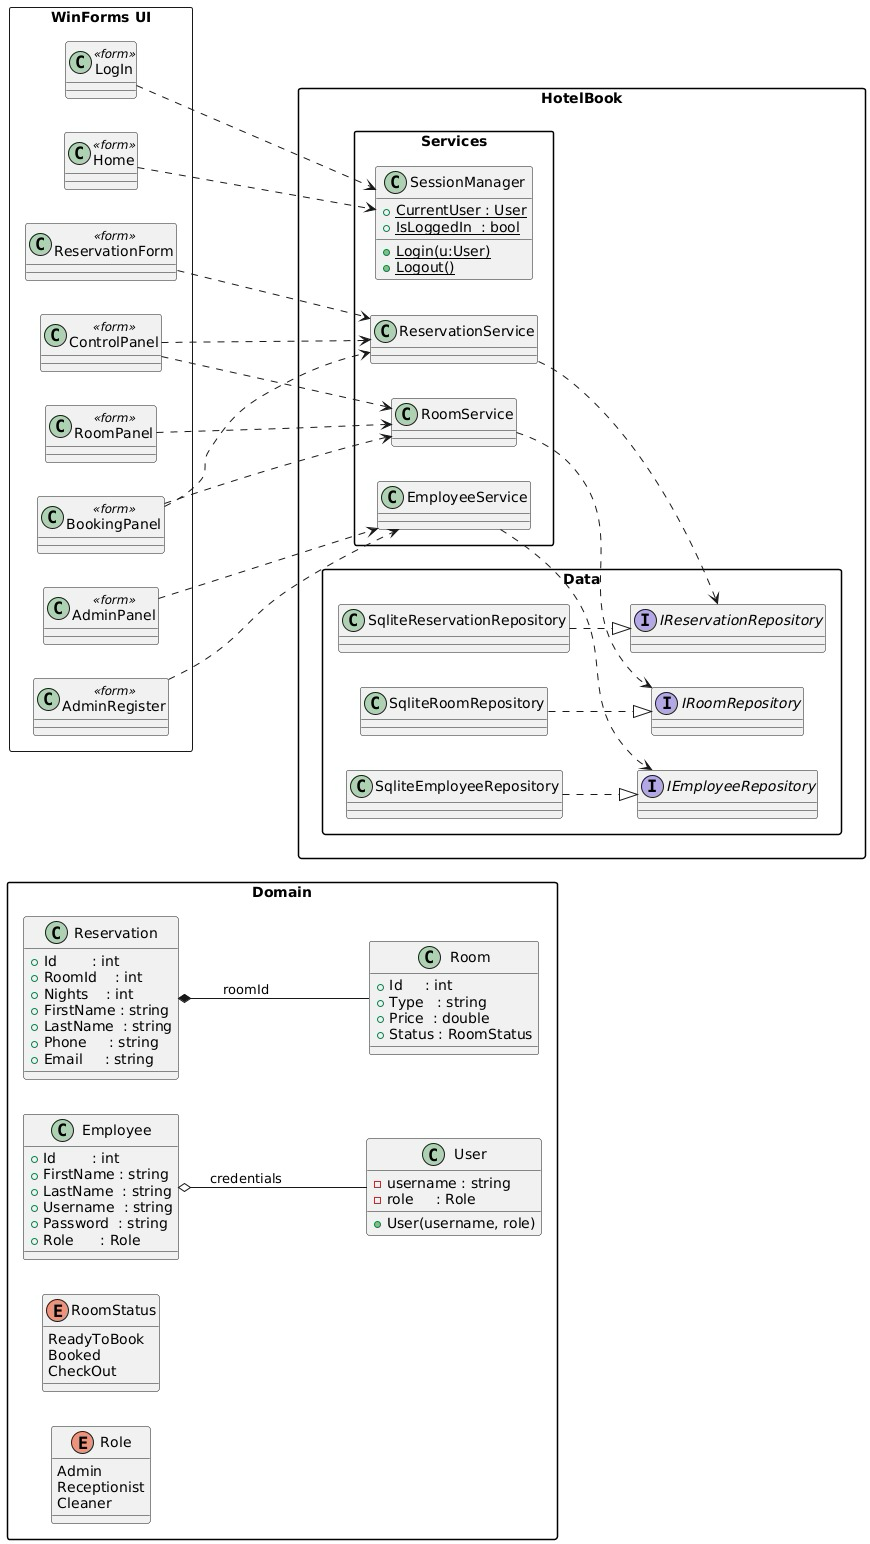 WinForms UI
C «form» LogIn
C «form» Home
C «form» ReservationForm
C «form» ControlPanel
C «form» RoomPanel
C «form» BookingPanel
C «form» AdminPanel
C «form» AdminRegister
HotelBook
Services
C SessionManager
CurrentUser : User
IsLoggedIn : bool
Login(u:User)
Logout()
C ReservationService
C RoomService
C EmployeeService
Data
C SqliteReservationRepository
I IReservationRepository
C SqliteRoomRepository
I IRoomRepository
C SqliteEmployeeRepository
I IEmployeeRepository
Domain
C Reservation
Id : int
RoomId : int
Nights : int
FirstName : string
LastName : string
Phone : string
Email : string
roomId
C Room
Id : int
Type : string
Price : double
Status : RoomStatus
C Employee
Id : int
FirstName : string
LastName : string
Username : string
Password : string
Role : Role
credentials
C User
username : string
role : Role
User(username, role)
E RoomStatus
ReadyToBook
Booked
CheckOut
E Role
Admin
Receptionist
Cleaner